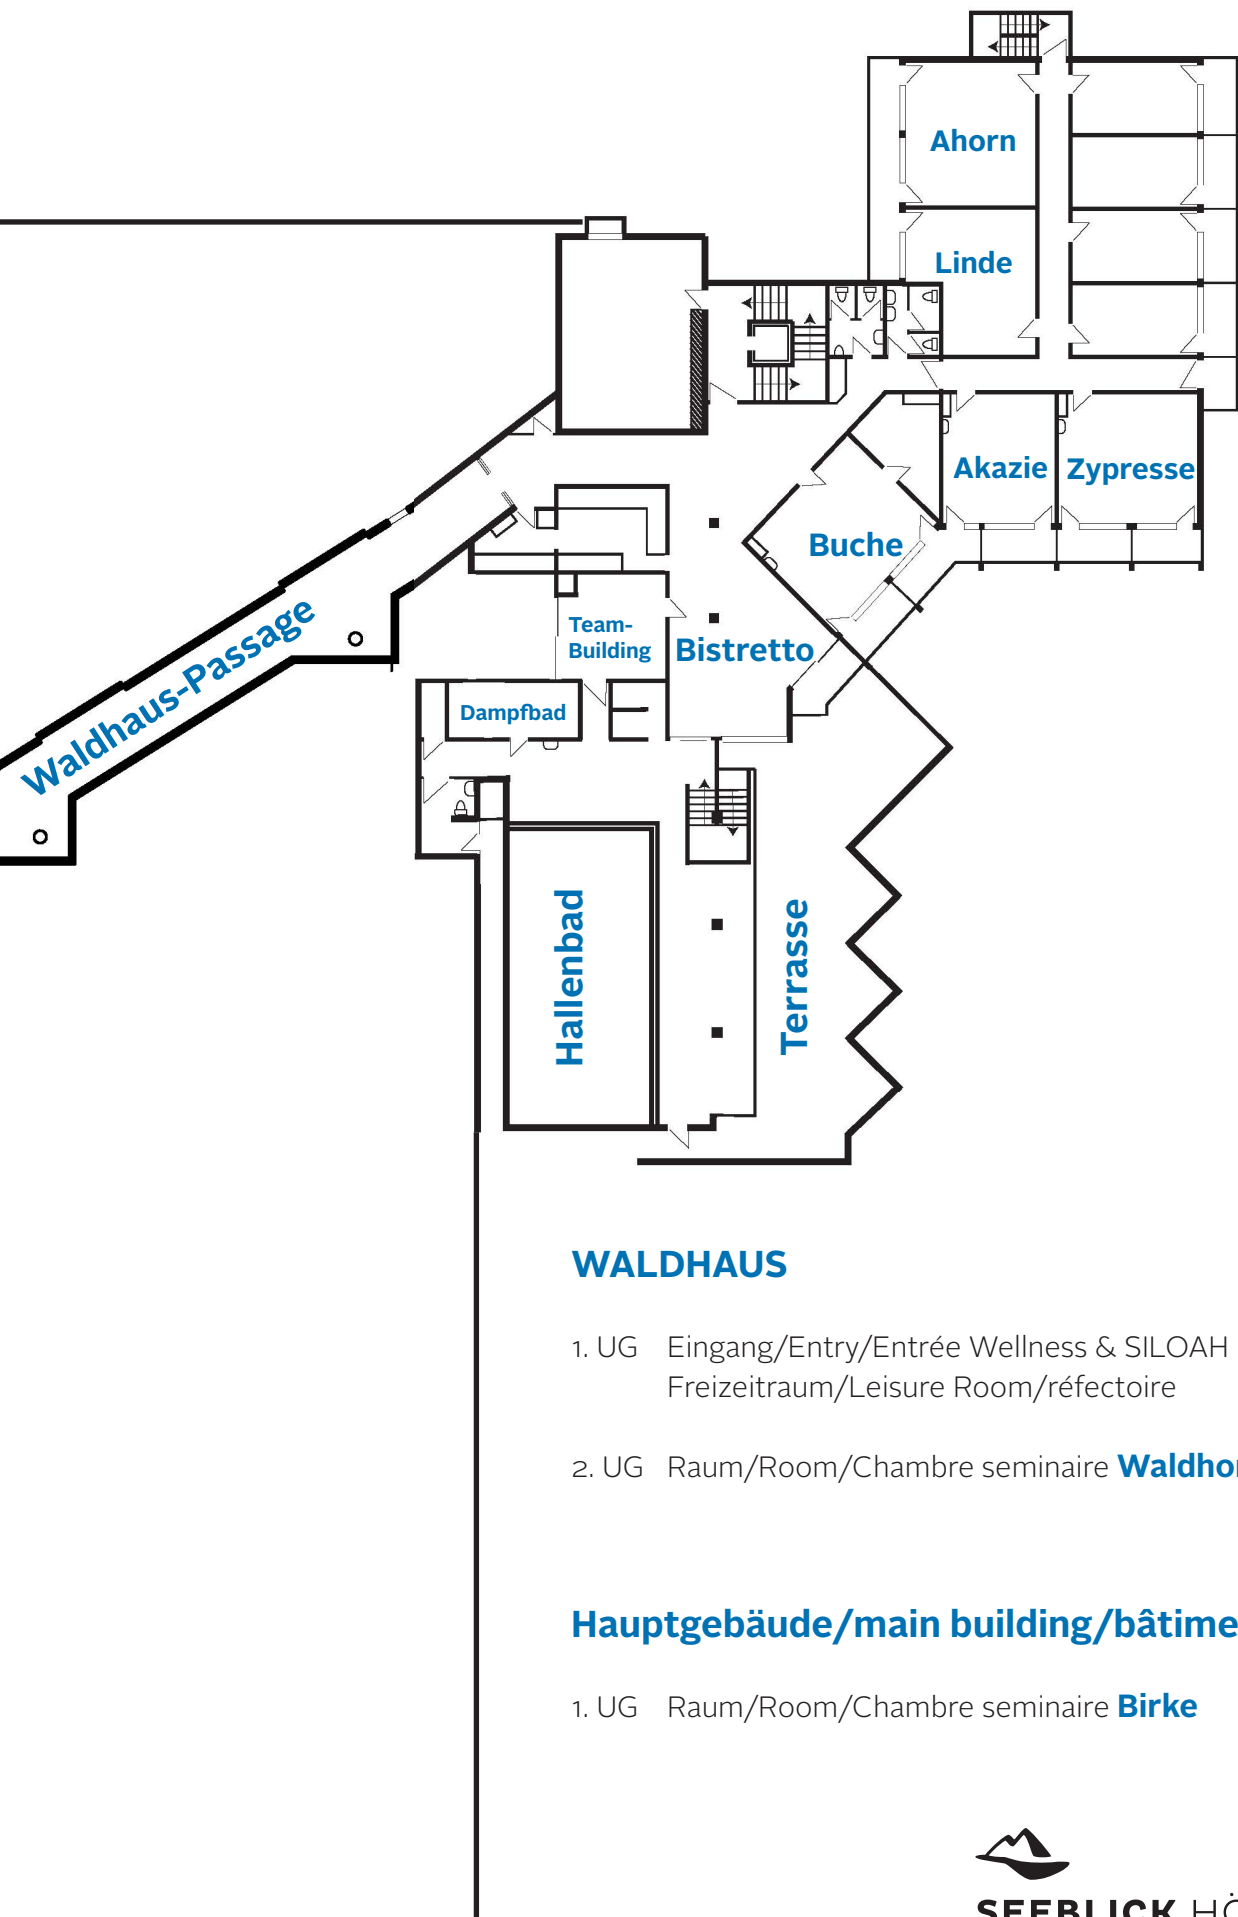 Ahorn
Linde
Akazie
Zypresse
Buche
Team-
Building
Bistretto
Waldhaus-Passage
Dampfbad
Hallenbad
Terrasse
WALDHAUS
1. UG Eingang/Entry/Entrée Wellness & SILOAH
Freizeitraum/Leisure Room/réfectoire
2. UG Raum/Room/Chambre seminaire
Hauptgebäude/main building/
1. UG Raum/Room/Chambre seminaire Birke
SEEBLICK